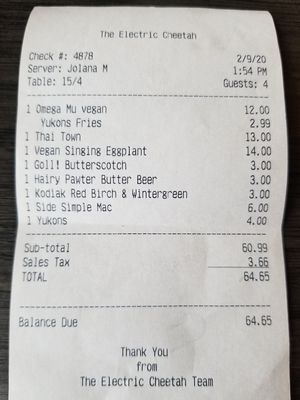 The Electric Cheetah
Check #: 4878 2/9/20
Server: Jolana M 1:54 PM
Table: 15/4 Guests: 4
1 Omega Mu vegan 12.00
Yukons Fries 2.99
1 Thai Town 13.00
1 Vegan Singing Eggplant 14.00
1 Goll! Butterscotch 3.00
1 Hairy Pawter Butter Beer 3.00
1 Kodiak Red Birch & Wintergreen 3.00
1 Side Simple Mac 6.00
1 Yukons 4.00
Sub-total 60.99
Sales Tax 3.66
TOTAL 64.65
Balance Due 64.65
Thank You
from
The Electric Cheetah Team